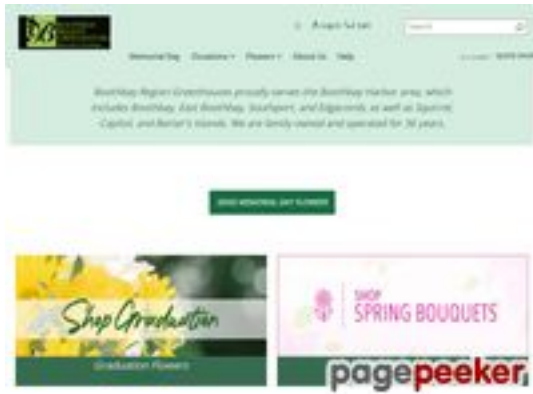 Search
Memorial Day Occasions Flowers About Us Help
Boothbay Region Greenhouses proudly serves the Boothbay Harbor area, which
includes Boothbay, East Boothbay, Southport, and Edgecomb, as well as Squirrel,
Capitol, and Barter's Islands. We are family owned and operated for 36 years.
SEND MEMORIAL DAY FLOWERS
Shop Graduation
Graduation Flowers
SHOP
SPRING BOUQUETS
pagepeeker